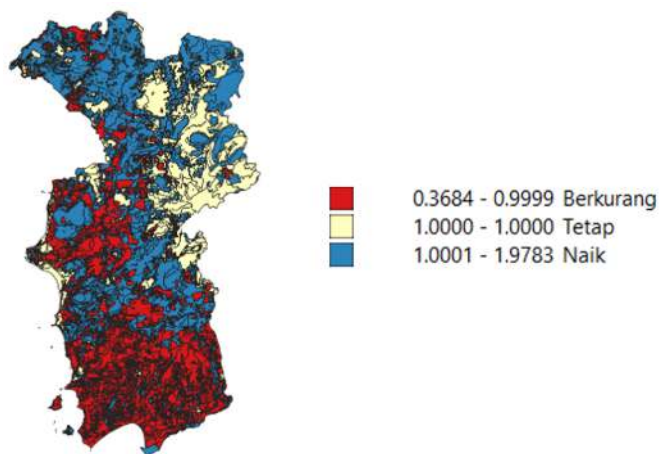 0.3684 - 0.9999 Berkurang
1.0000 - 1.0000 Tetap
1.0001 - 1.9783 Naik